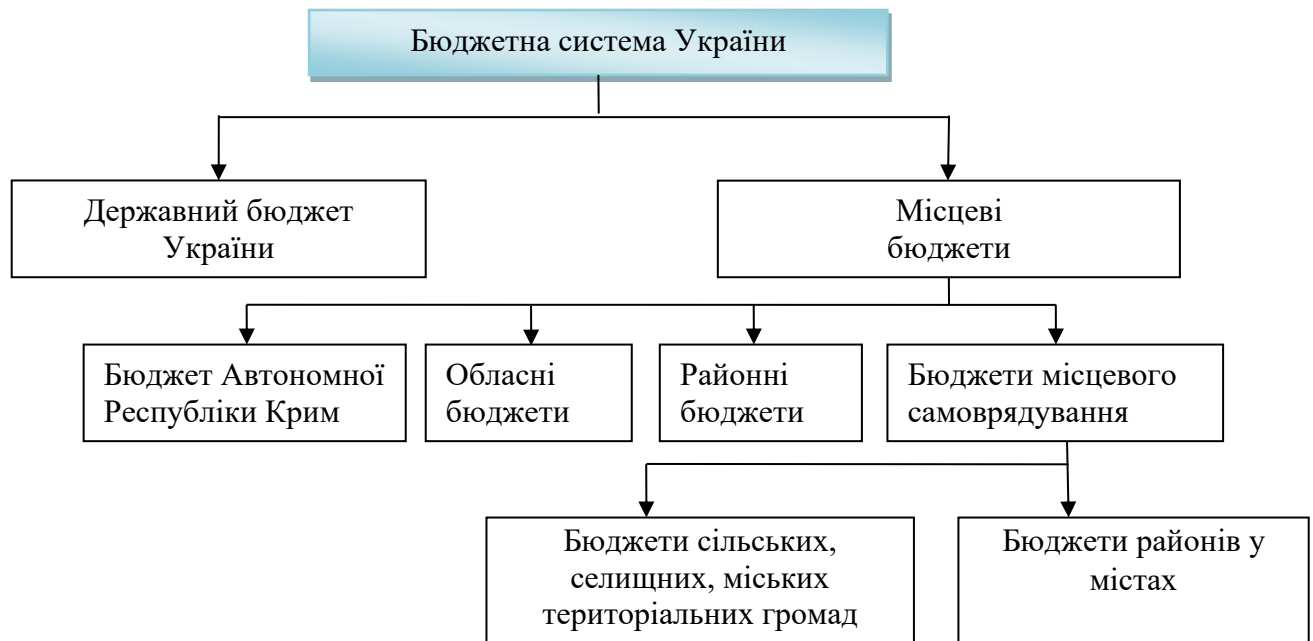 Бюджетна система України
Державний бюджет
України
Місцеві
бюджети
Бюджет Автономної
Республіки Крим
Обласні
бюджети
Районні
бюджети
Бюджети місцевого
самоврядування
Бюджети сільських,
селищних, міських
територіальних громад
Бюджети районів у
містах